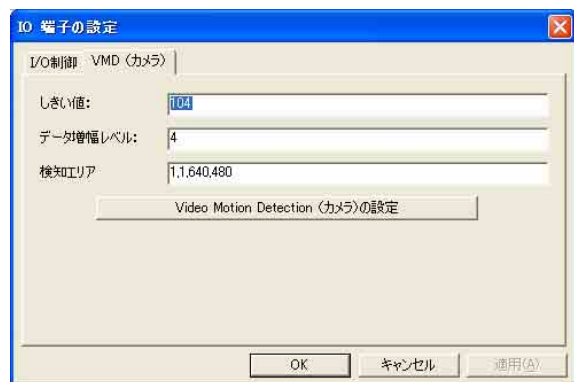 IO 端子の設定
I/O制御 VMD (カメラ)
しきい値: 104
データ増幅レベル: 4
検知エリア 1,1,640,480
Video Motion Detection (カメラ)の設定
OK キャンセル 適用(A)